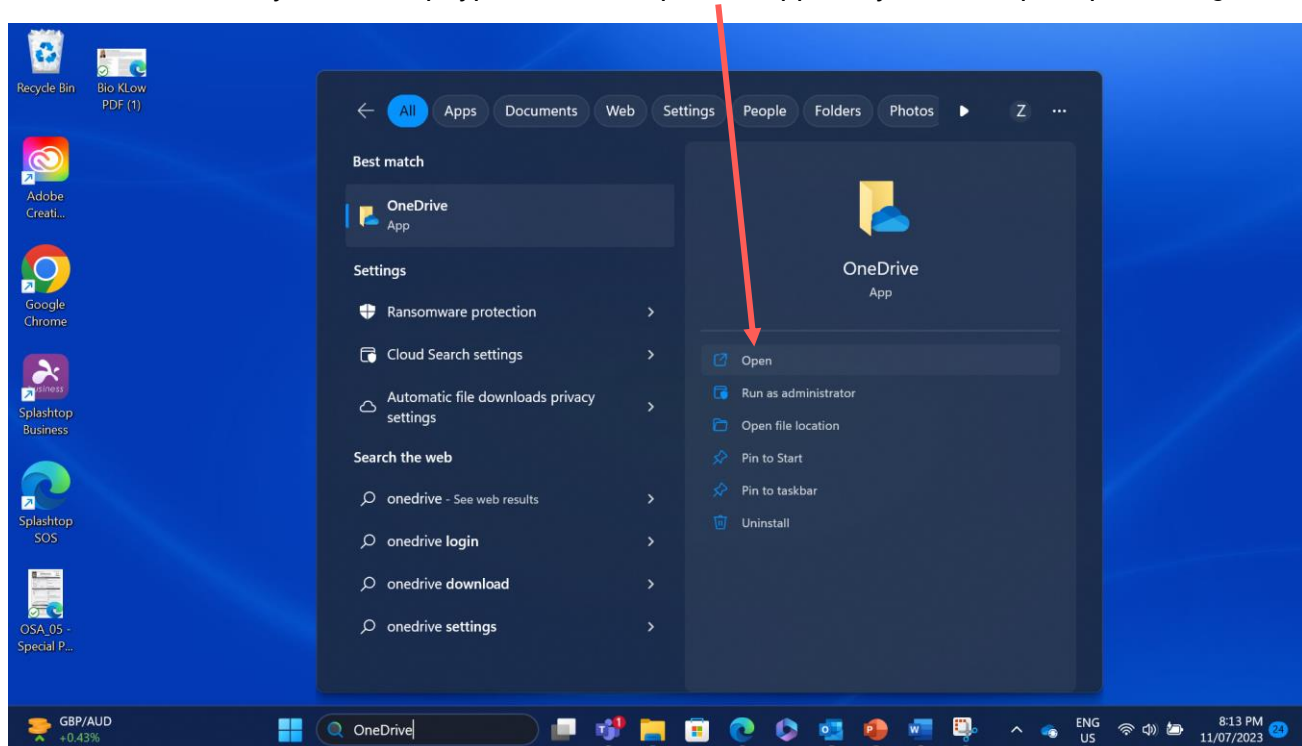 Recycle Bin
Bio KLow
PDF (1)
Adobe
Creati...
Google
Chrome
Splashtop
Business
Splashtop
SOS
OSA_05 -
Special P...
All Apps Documents Web Settings People Folders Photos Z ...
Best match
OneDrive
App
Settings
Ransomware protection
Cloud Search settings
Automatic file downloads privacy
settings
Search the web
onedrive - See web results
onedrive login
onedrive download
onedrive settings
OneDrive
App
Open
Run as administrator
Open file location
Pin to Start
Pin to taskbar
Uninstall
GBP/AUD
+0.43%
OneDrive
1
ENG
US
8:13 PM
11/07/2023
24